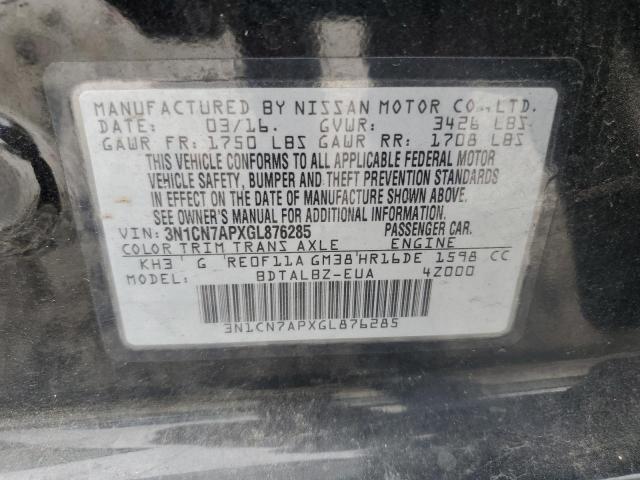 MANUFACTURED BY NISSAN MOTOR CO., LTD.
DATE: 03/16. GVWR: 3426 LBS
GAWR FR: 1750 LBS GAWR RR: 1708 LBS
THIS VEHICLE CONFORMS TO ALL APPLICABLE FEDERAL MOTOR
VEHICLE SAFETY, BUMPER AND THEFT PREVENTION STANDARDS
IN EFFECT ON THE DATE OF MANUFACTURE SHOWN ABOVE.
SEE OWNER'S MANUAL FOR ADDITIONAL INFORMATION.
VIN: 3N1CN7APXGL876285 PASSENGER CAR.
COLOR TRIM TRANS AXLE ENGINE
KH3 G RE0F11A GM38 HR16DE 1598 CC
MODEL: BDTALBZ-EUA 4Z000
3N1CN7APXGL876285